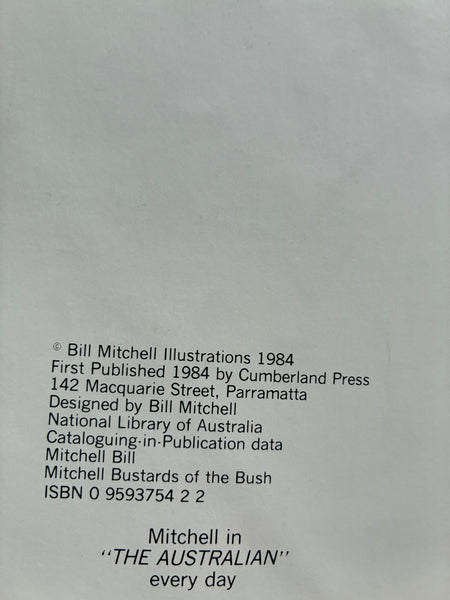 © Bill Mitchell Illustrations 1984
First Published 1984 by Cumberland Press
142 Macquarie Street, Parramatta
Designed by Bill Mitchell
National Library of Australia
Cataloguing-in-Publication data
Mitchell Bill
Mitchell Bustards of the Bush
ISBN 0 9593754 2 2
Mitchell in
"THE AUSTRALIAN"
every day